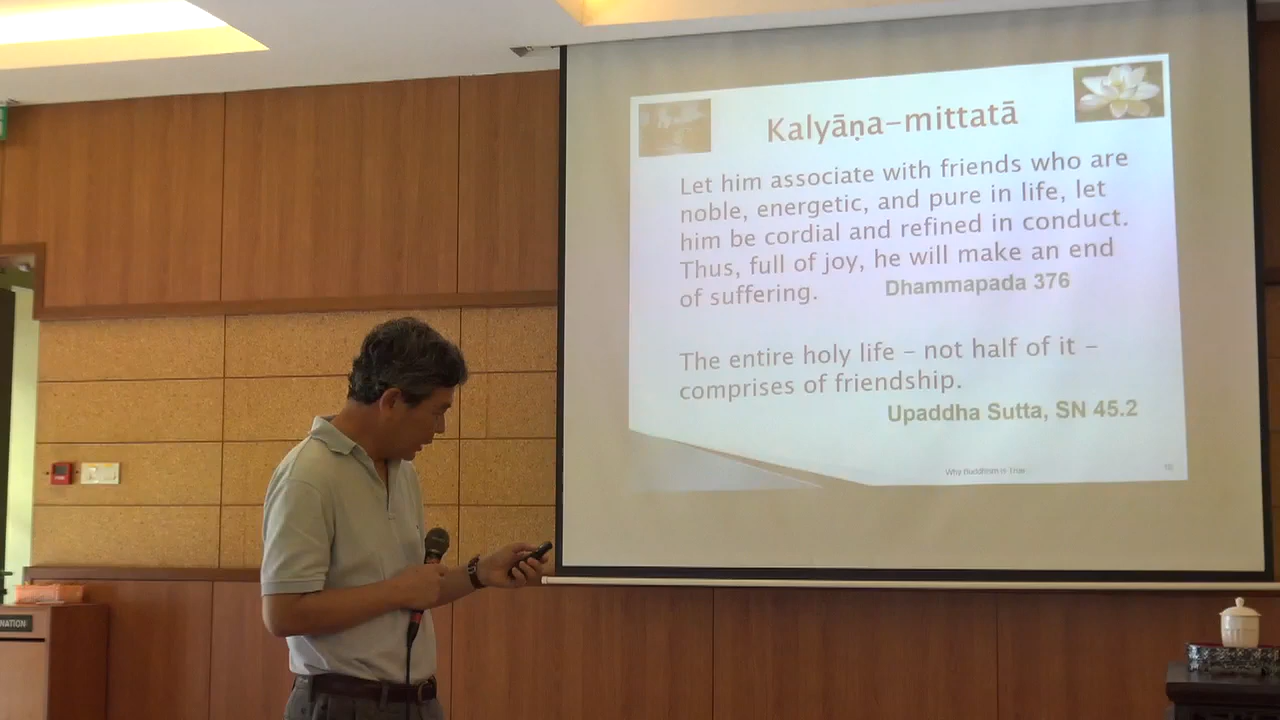 Kalyāṇa-mittatā
Let him associate with friends who are
noble, energetic, and pure in life, let
him be cordial and refined in conduct.
Thus, full of joy, he will make an end
of suffering. Dhammapada 376
The entire holy life – not half of it –
comprises of friendship.
Upaddha Sutta, SN 45.2
Why Buddhism is True
NATION